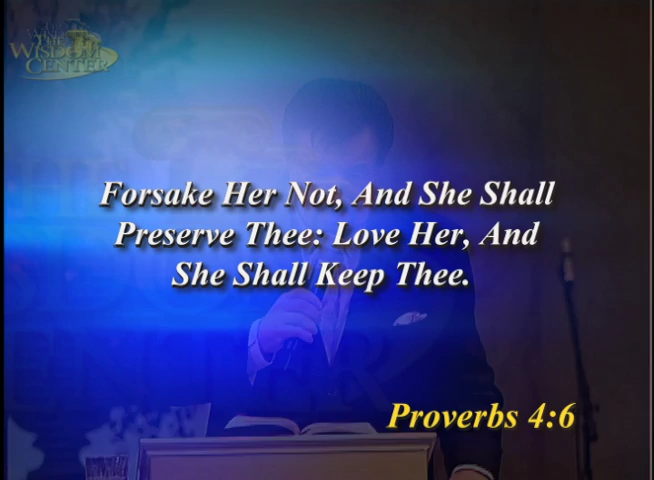 THE
WISDOM
CENTER
Forsake Her Not, And She Shall
Preserve Thee: Love Her, And
She Shall Keep Thee.
Proverbs 4:6